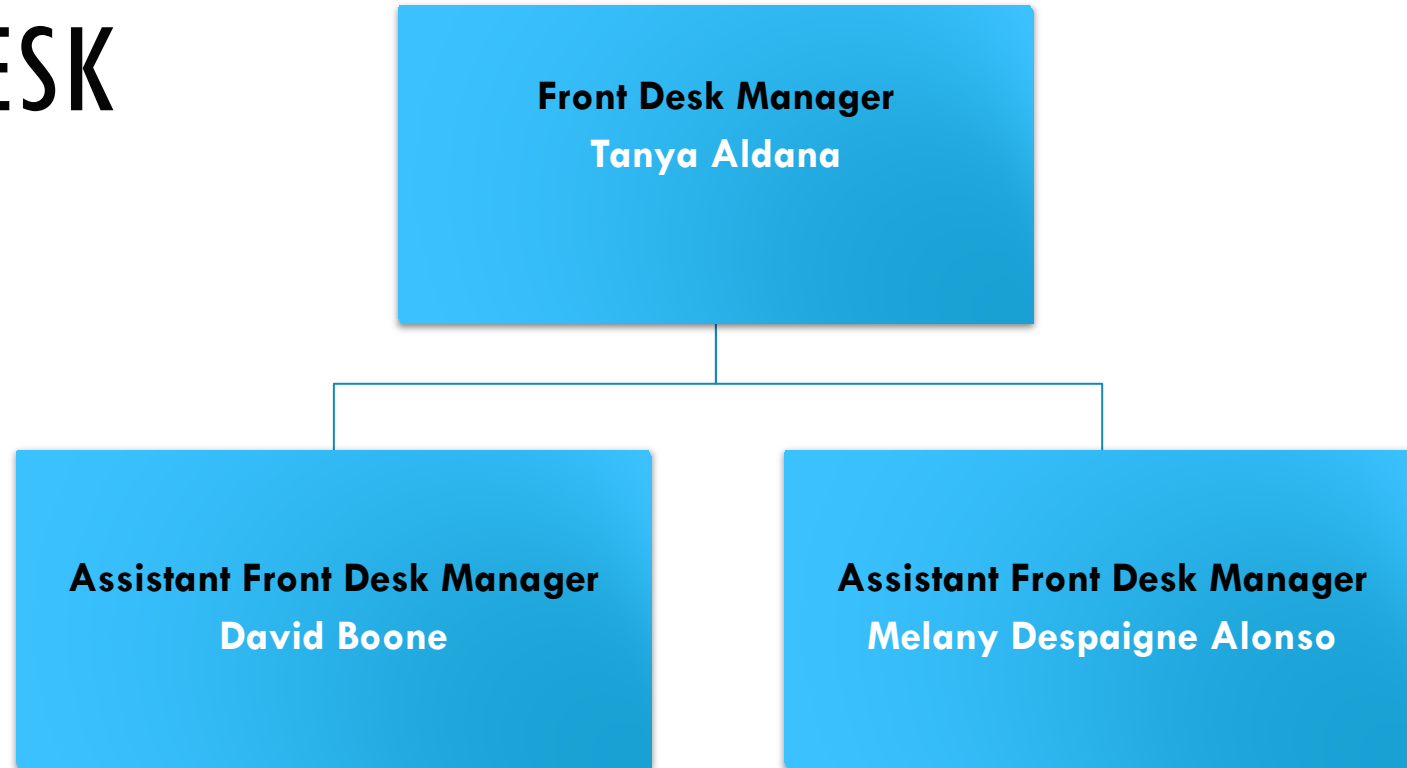 ESK
Front Desk Manager
Tanya Aldana
Assistant Front Desk Manager
David Boone
Assistant Front Desk Manager
Melany Despaigne Alonso